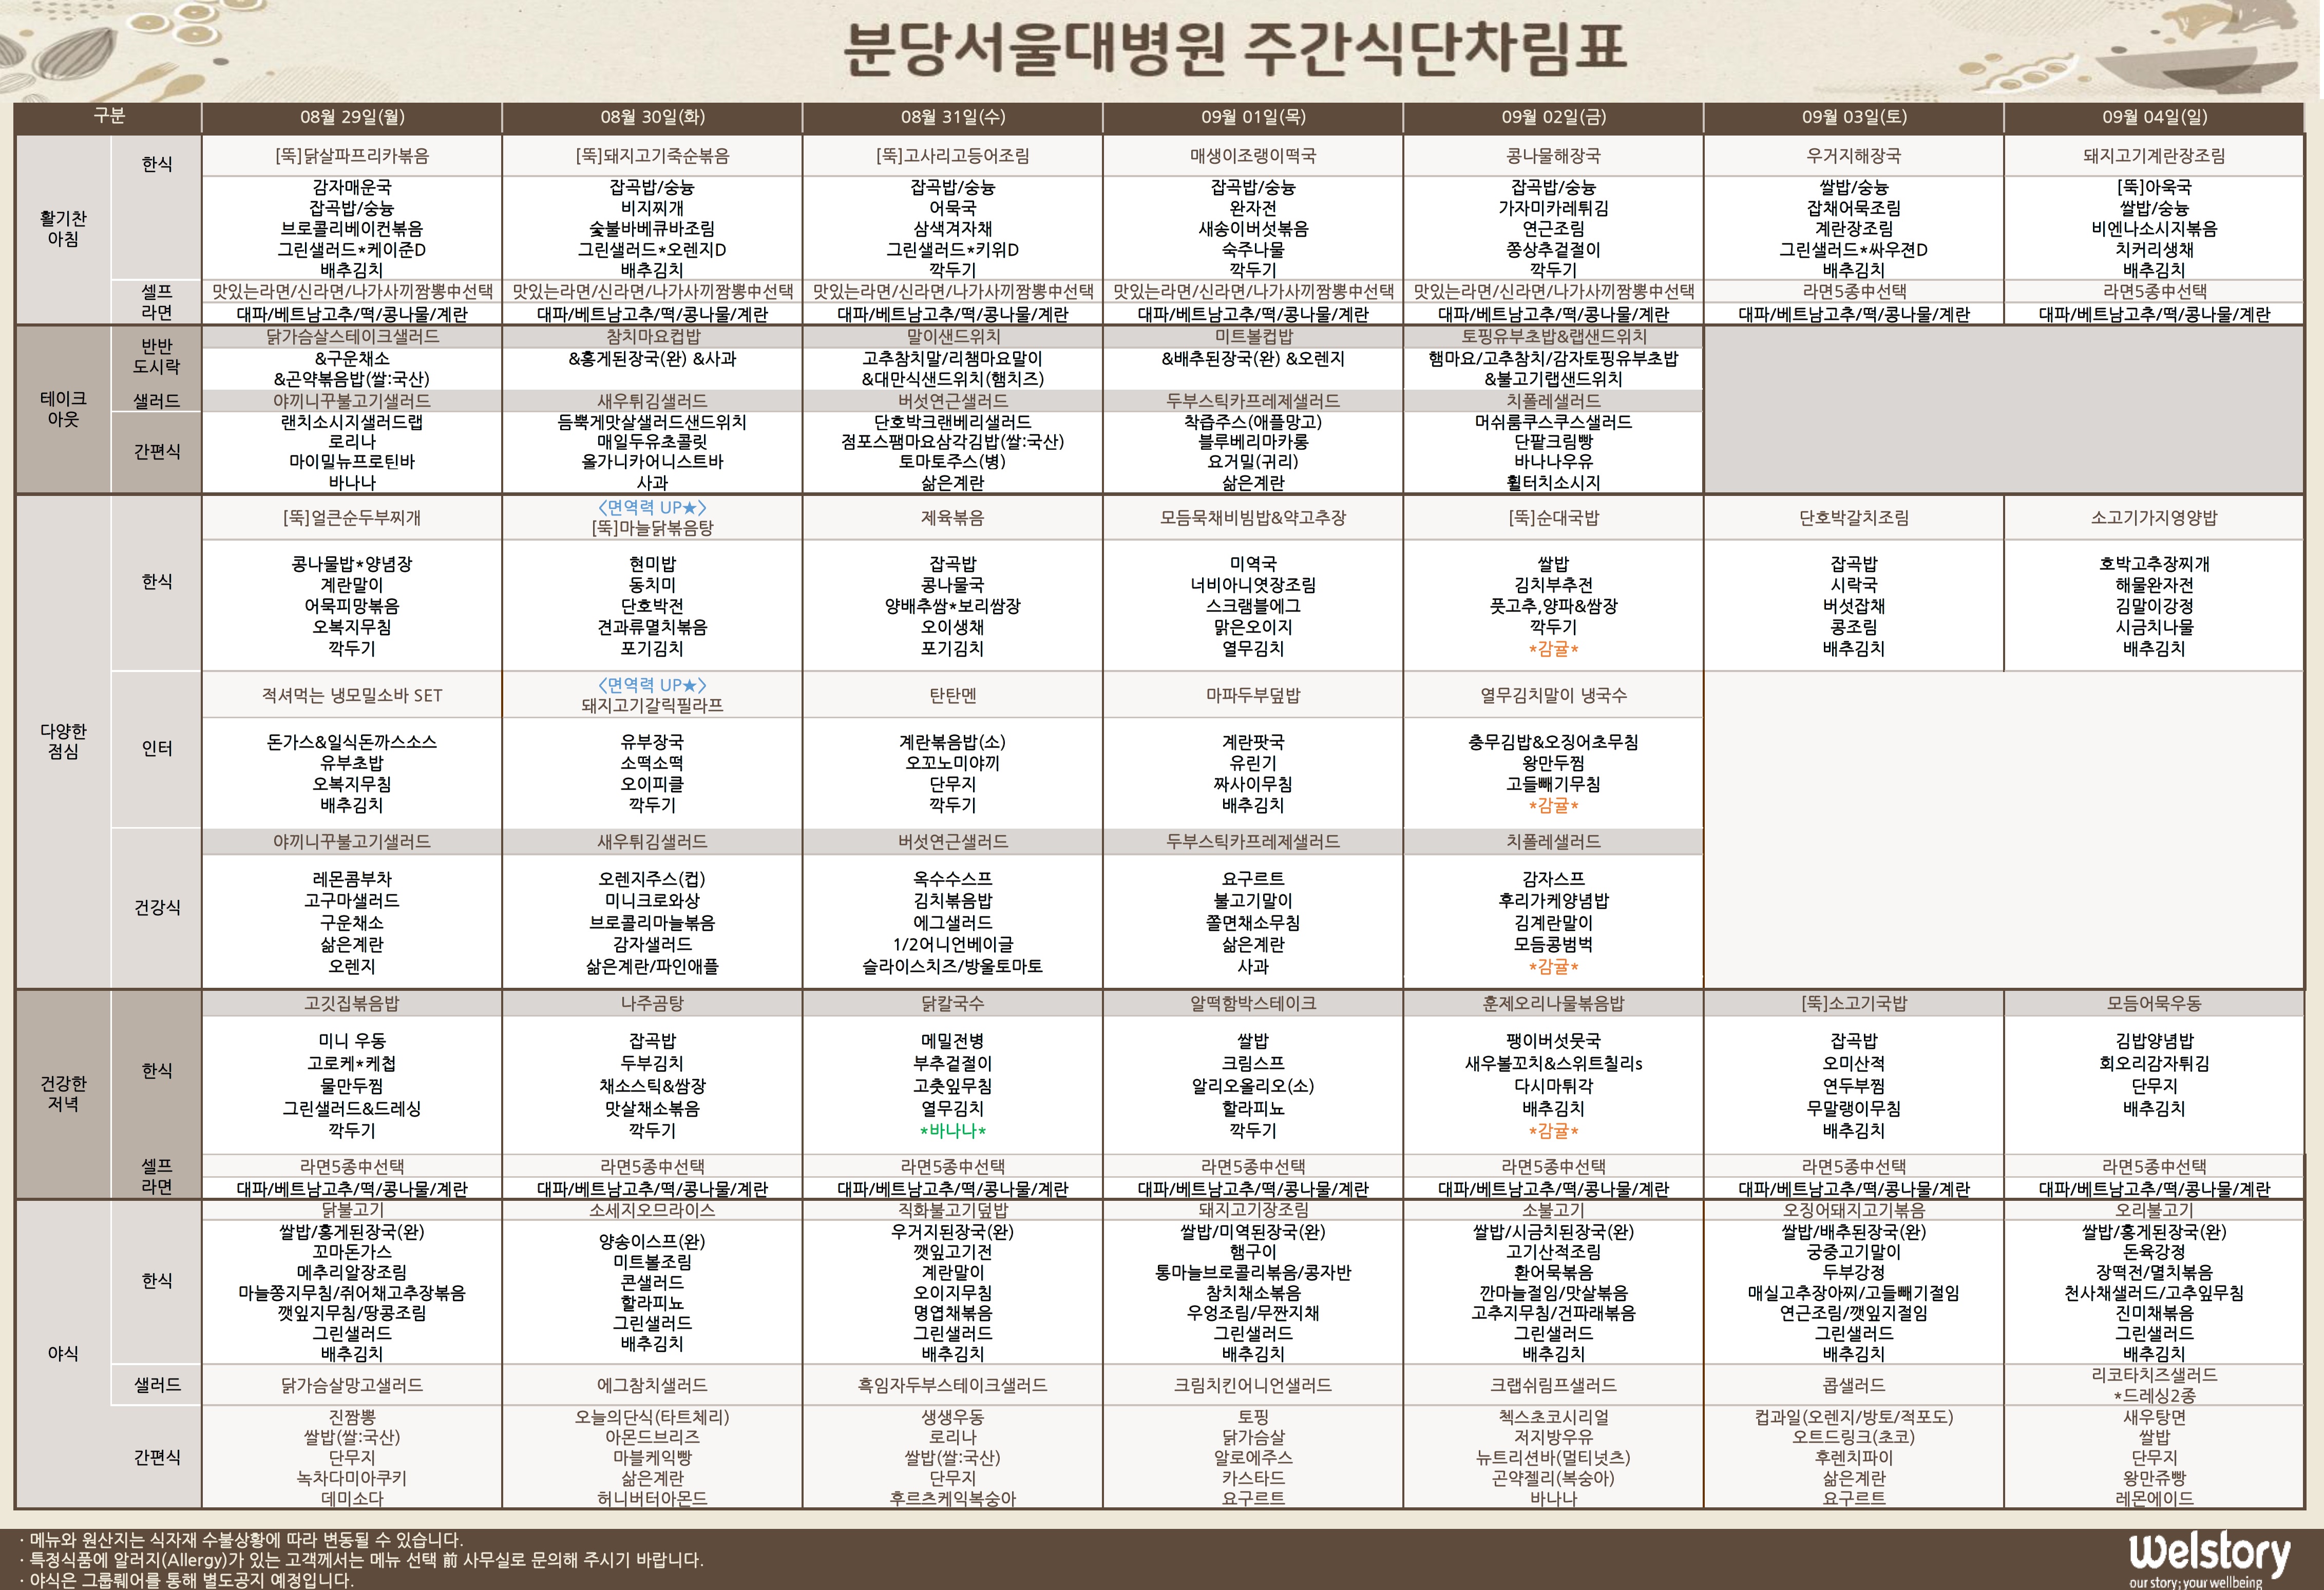 분당서울대병원 주간식단차림표
구분 08월 29일(월) 08월 30일(화) 08월 31일(수) 09월 01일(목) 09월 02일(금) 09월 03일(토) 09월 04일(일)
활기찬
아침
한식
[뚝]닭살파프리카볶음 [뚝]돼지고기죽순볶음 [뚝]고사리고등어조림 매생이조랭이떡국 콩나물해장국 우거지해장국 돼지고기계란장조림
감자매운국 잡곡밥/숭늉 잡곡밥/숭늉 잡곡밥/숭늉 잡곡밥/숭늉 쌀밥/숭늉 [뚝]아욱국
잡곡밥/숭늉 비지찌개 어묵국 완자전 가자미카레튀김 잡채어묵조림 쌀밥/숭늉
브로콜리베이컨볶음 숯불바베큐바조림 삼색겨자채 새송이버섯볶음 연근조림 계란장조림 비엔나소시지볶음
그린샐러드*케이준D 그린샐러드*오렌지D 그린샐러드*키위D 숙주나물 쫑상추겉절이 그린샐러드*싸우젼D 치커리생채
배추김치 배추김치 깍두기 깍두기 깍두기 배추김치 배추김치
셀프
라면
맛있는라면/신라면/나가사끼짬뽕中선택 맛있는라면/신라면/나가사끼짬뽕中선택 맛있는라면/신라면/나가사끼짬뽕中선택 맛있는라면/신라면/나가사끼짬뽕中선택 맛있는라면/신라면/나가사끼짬뽕中선택 라면5종中선택 라면5종中선택
대파/베트남고추/떡/콩나물/계란 대파/베트남고추/떡/콩나물/계란 대파/베트남고추/떡/콩나물/계란 대파/베트남고추/떡/콩나물/계란 대파/베트남고추/떡/콩나물/계란 대파/베트남고추/떡/콩나물/계란 대파/베트남고추/떡/콩나물/계란
테이크
아웃
반반
도시락
닭가슴살스테이크샐러드 참치마요컵밥 말이샌드위치 미트볼컵밥 토핑유부초밥&랩샌드위치
&구운채소 &홍게된장국(완) &사과 고추참치말/리챔마요말이 &배추된장국(완) &오렌지 햄마요/고추참치/감자토핑유부초밥
&곤약볶음밥(쌀:국산) &대만식샌드위치(햄치즈) &불고기랩샌드위치
샐러드 야끼니꾸불고기샐러드 새우튀김샐러드 버섯연근샐러드 두부스틱카프레제샐러드 치폴레샐러드
간편식
랜치소시지샐러드랩 듬뿍게맛살샐러드샌드위치 단호박크랜베리샐러드 착즙주스(애플망고) 머쉬룸쿠스쿠스샐러드
로리나 매일두유초콜릿 점포스팸마요삼각김밥(쌀:국산) 블루베리마카롱 단팥크림빵
마이밀뉴프로틴바 올가니카어니스트바 토마토주스(병) 요거밀(귀리) 바나나우유
바나나 사과 삶은계란 삶은계란 휠터치소시지
다양한
점심
한식
[뚝]얼큰순두부찌개 <면역력 UP★> [뚝]마늘닭볶음탕 제육볶음 모듬묵채비빔밥&약고추장 [뚝]순대국밥 단호박갈치조림 소고기가지영양밥
콩나물밥*양념장 현미밥 잡곡밥 미역국 쌀밥 잡곡밥 호박고추장찌개
계란말이 동치미 콩나물국 너비아니엿장조림 김치부추전 시락국 해물완자전
어묵피망볶음 단호박전 양배추쌈*보리쌈장 스크램블에그 풋고추,양파&쌈장 버섯잡채 김말이강정
오복지무침 견과류멸치볶음 오이생채 맑은오이지 깍두기 콩조림 시금치나물
깍두기 포기김치 포기김치 열무김치 *감귤* 배추김치 배추김치
인터
적셔먹는 냉모밀소바 SET <면역력 UP★> 돼지고기갈릭필라프 탄탄멘 마파두부덮밥 열무김치말이 냉국수
돈가스&일식돈까스소스 유부장국 계란볶음밥(소) 계란팟국 충무김밥&오징어초무침
유부초밥 소떡소떡 오꼬노미야끼 유린기 왕만두찜
오복지무침 오이피클 단무지 짜사이무침 고들빼기무침
배추김치 깍두기 깍두기 배추김치 *감귤*
건강식
야끼니꾸불고기샐러드 새우튀김샐러드 버섯연근샐러드 두부스틱카프레제샐러드 치폴레샐러드
레몬콤부차 오렌지주스(컵) 옥수수스프 요구르트 감자스프
고구마샐러드 미니크로와상 김치볶음밥 불고기말이 후리가케양념밥
구운채소 브로콜리마늘볶음 에그샐러드 쫄면채소무침 김계란말이
삶은계란 감자샐러드 1/2어니언베이글 삶은계란 모듬콩범벅
오렌지 삶은계란/파인애플 슬라이스치즈/방울토마토 사과 *감귤*
건강한
저녁
한식
고깃집볶음밥 나주곰탕 닭칼국수 알떡함박스테이크 훈제오리나물볶음밥 [뚝]소고기국밥 모듬어묵우동
미니 우동 잡곡밥 메밀전병 쌀밥 팽이버섯뭇국 잡곡밥 김밥양념밥
고로케*케첩 두부김치 부추겉절이 크림스프 새우볼꼬치&스위트칠리s 오미산적 회오리감자튀김
물만두찜 채소스틱&쌈장 고춧잎무침 알리오올리오(소) 다시마튀각 연두부찜 단무지
그린샐러드&드레싱 맛살채소볶음 열무김치 할라피뇨 배추김치 무말랭이무침 배추김치
깍두기 깍두기 *바나나* 깍두기 *감귤* 배추김치
셀프
라면
라면5종中선택 라면5종中선택 라면5종中선택 라면5종中선택 라면5종中선택 라면5종中선택 라면5종中선택
대파/베트남고추/떡/콩나물/계란 대파/베트남고추/떡/콩나물/계란 대파/베트남고추/떡/콩나물/계란 대파/베트남고추/떡/콩나물/계란 대파/베트남고추/떡/콩나물/계란 대파/베트남고추/떡/콩나물/계란 대파/베트남고추/떡/콩나물/계란
야식
한식
닭불고기 소세지오므라이스 직화불고기덮밥 돼지고기장조림 소불고기 오징어돼지고기볶음 오리불고기
쌀밥/홍게된장국(완) 양송이스프(완) 우거지된장국(완) 쌀밥/미역된장국(완) 쌀밥/시금치된장국(완) 쌀밥/배추된장국(완) 쌀밥/홍게된장국(완)
꼬마돈가스 미트볼조림 깻잎고기전 햄구이 고기산적조림 궁중고기말이 돈육강정
메추리알장조림 콘샐러드 계란말이 통마늘브로콜리볶음/콩자반 환어묵볶음 두부강정 장떡전/멸치볶음
마늘쫑지무침/쥐어채고추장볶음 할라피뇨 오이지무침 참치채소볶음 깐마늘절임/맛살볶음 매실고추장아찌/고들빼기절임 천사채샐러드/고추잎무침
깻잎지무침/땅콩조림 그린샐러드 명엽채볶음 우엉조림/무짠지채 고추지무침/건파래볶음 연근조림/깻잎지절임 진미채볶음
그린샐러드 배추김치 그린샐러드 그린샐러드 그린샐러드 그린샐러드 그린샐러드
배추김치 배추김치 배추김치 배추김치 배추김치 배추김치
샐러드 닭가슴살망고샐러드 에그참치샐러드 흑임자두부스테이크샐러드 크림치킨어니언샐러드 크랩쉬림프샐러드 콥샐러드 리코타치즈샐러드
*드레싱2종
간편식
진짬뽕 오늘의단식(타트체리) 생생우동 토핑 첵스초코시리얼 컵과일(오렌지/방토/적포도) 새우탕면
쌀밥(쌀:국산) 아몬드브리즈 로리나 닭가슴살 저지방우유 오트드링크(초코) 쌀밥
단무지 마블케익빵 쌀밥(쌀:국산) 알로에주스 뉴트리션바(멀티넛츠) 후렌치파이 단무지
녹차다미아쿠키 삶은계란 단무지 카스타드 곤약젤리(복숭아) 삶은계란 왕만쥬빵
데미소다 허니버터아몬드 후르츠케익복숭아 요구르트 바나나 요구르트 레몬에이드
· 메뉴와 원산지는 식자재 수불상황에 따라 변동될 수 있습니다.
· 특정식품에 알러지(Allergy)가 있는 고객께서는 메뉴 선택 前 사무실로 문의해 주시기 바랍니다.
· 야식은 그룹웨어를 통해 별도공지 예정입니다.
Welstory
our story; your wellbeing